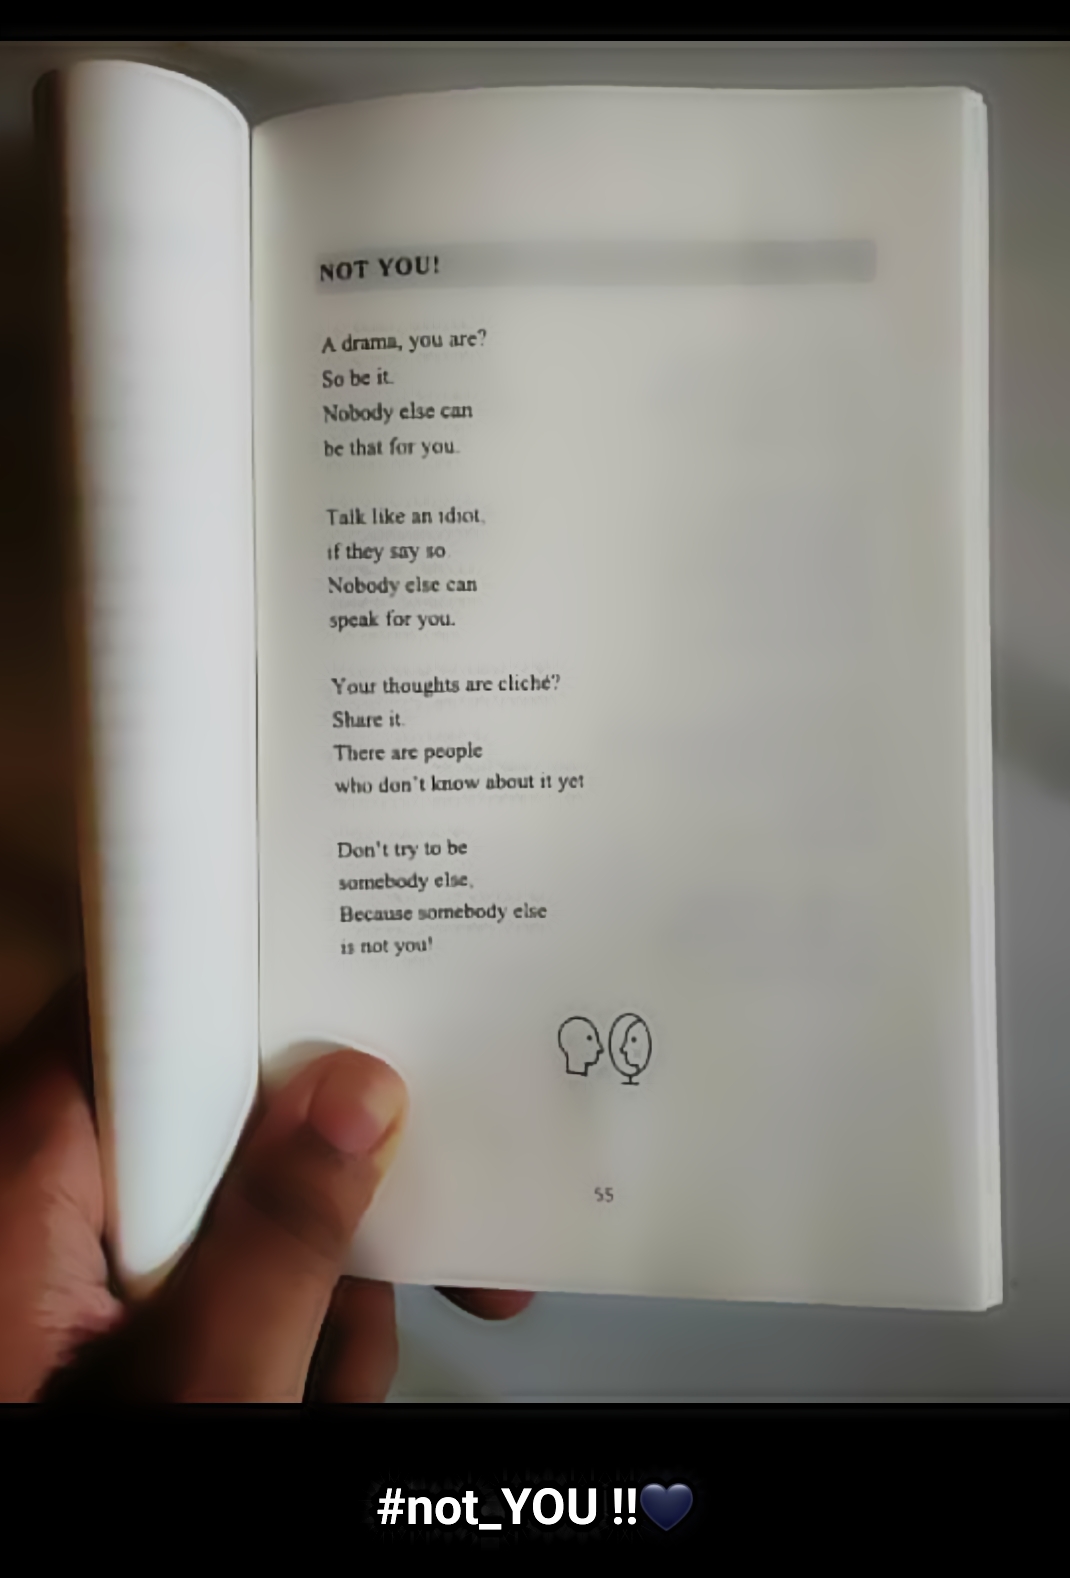 NOT YOU!
A drama, you are?
So be it.
Nobody else can
be that for you.
Talk like an idiot,
if they say so.
Nobody else can
speak for you.
Your thoughts are cliché?
Share it.
There are people
who don't know about it yet
Don't try to be
somebody else,
Because somebody else
is not you!
55
#not_YOU !!💙